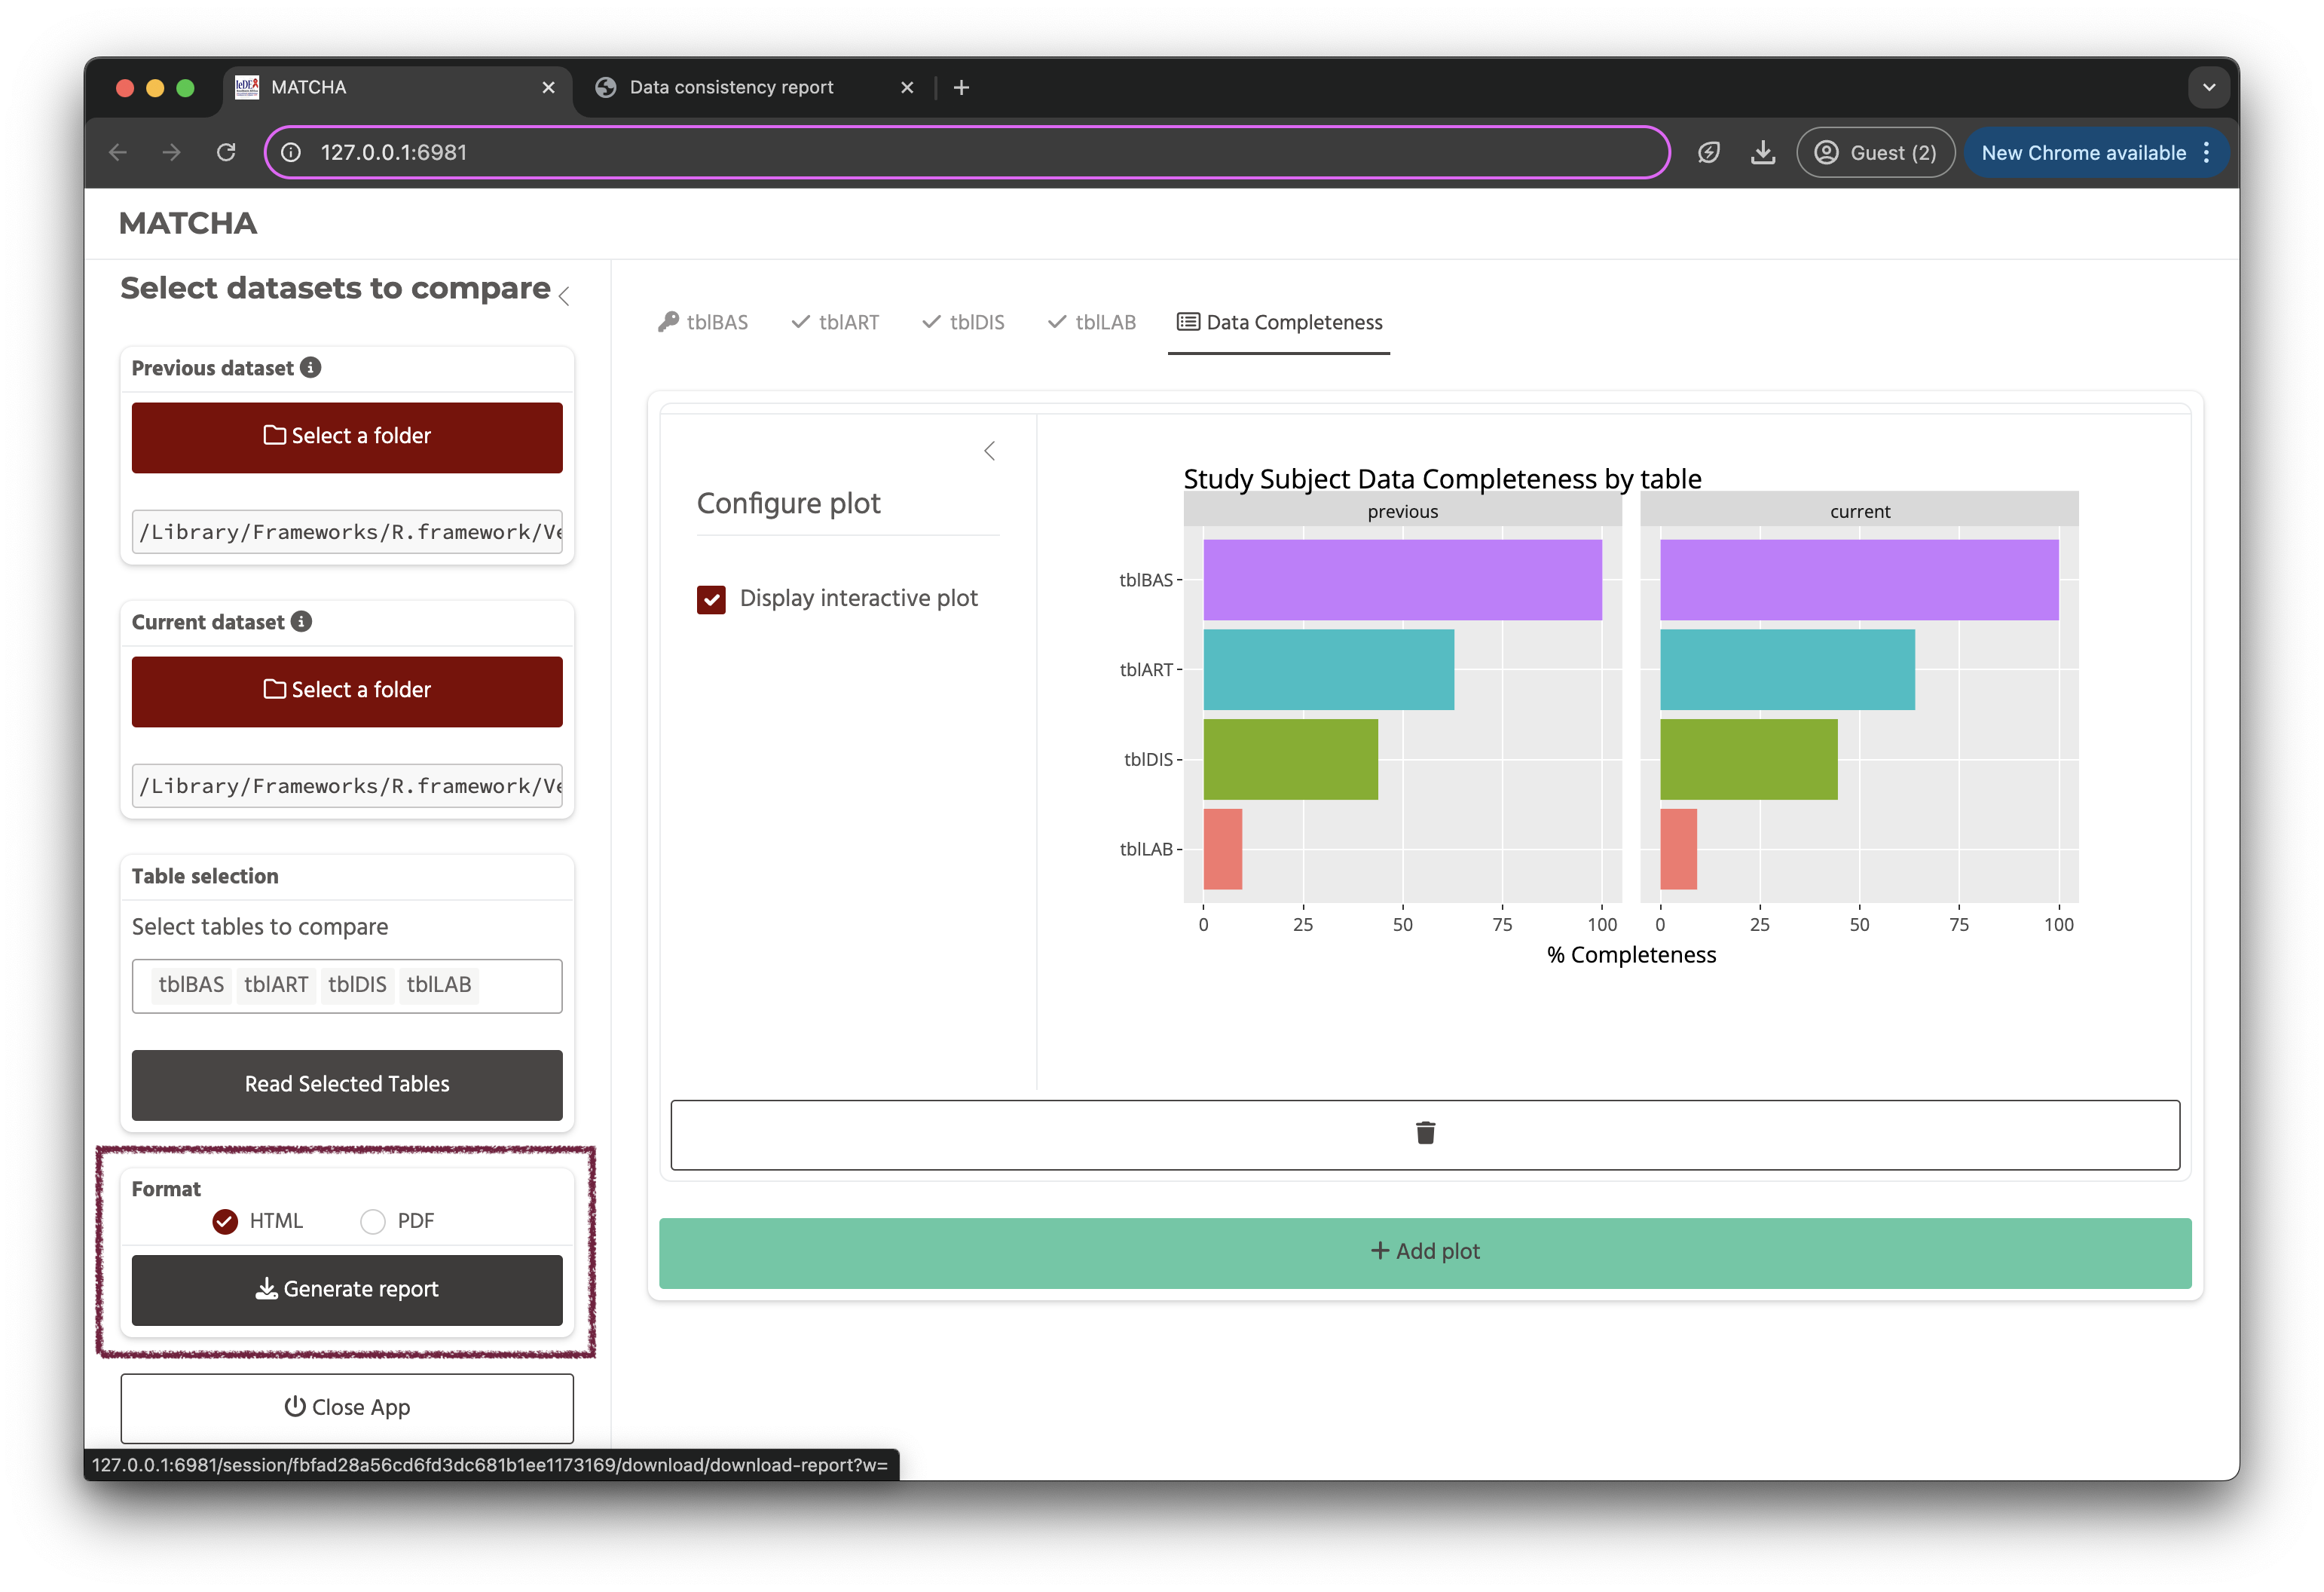 MATCHA
Data consistency report
127.0.0.1:6981
Guest (2)
New Chrome available
MATCHA
Select datasets to compare
Previous dataset
Select a folder
/Library/Frameworks/R.framework/Ve
Current dataset
Select a folder
/Library/Frameworks/R.framework/Ve
Table selection
Select tables to compare
tblBAS tblART tblDIS tblLAB
Read Selected Tables
Format
HTML PDF
Generate report
Close App
127.0.0.1:6981/session/fbfad28a56cd6fd3dc681b1ee1173169/download/download-report?w=
tblBAS tblART tblDIS tblLAB Data Completeness
Configure plot
Display interactive plot
Study Subject Data Completeness by table
previous current
tblBAS
tblART
tblDIS
tblLAB
0 25 50 75 100 0 25 50 75 100
% Completeness
+ Add plot